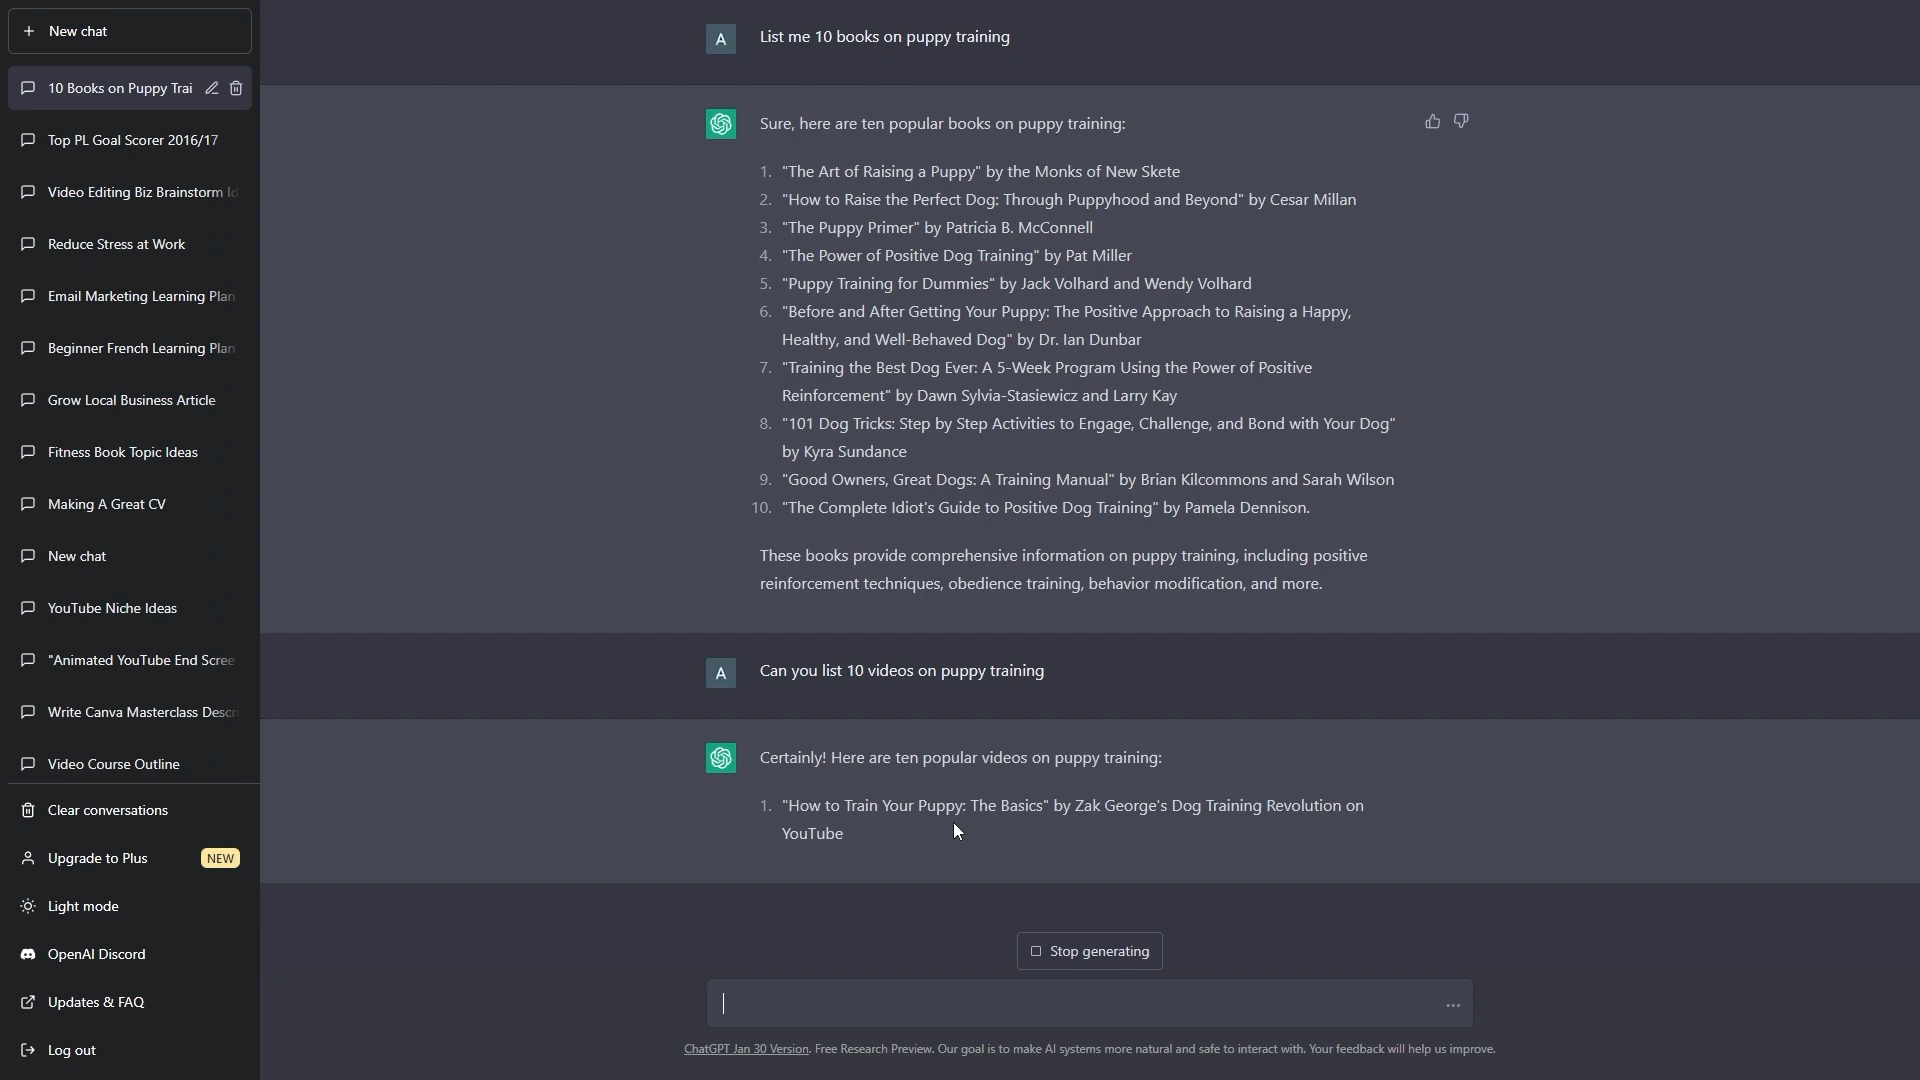 New chat
10 Books on Puppy Trai
Top PL Goal Scorer 2016/17
Video Editing Biz Brainstorm Id
Reduce Stress at Work
Email Marketing Learning Plan
Beginner French Learning Plan
Grow Local Business Article
Fitness Book Topic Ideas
Making A Great CV
New chat
YouTube Niche Ideas
"Animated YouTube End Scree
Write Canva Masterclass Descri
Video Course Outline
Clear conversations
Upgrade to Plus NEW
Light mode
OpenAI Discord
Updates & FAQ
Log out
A List me 10 books on puppy training
Sure, here are ten popular books on puppy training:
1. "The Art of Raising a Puppy" by the Monks of New Skete
2. "How to Raise the Perfect Dog: Through Puppyhood and Beyond" by Cesar Millan
3. "The Puppy Primer" by Patricia B. McConnell
4. "The Power of Positive Dog Training" by Pat Miller
5. "Puppy Training for Dummies" by Jack Volhard and Wendy Volhard
6. "Before and After Getting Your Puppy: The Positive Approach to Raising a Happy,
Healthy, and Well-Behaved Dog" by Dr. Ian Dunbar
7. "Training the Best Dog Ever: A 5-Week Program Using the Power of Positive
Reinforcement" by Dawn Sylvia-Stasiewicz and Larry Kay
8. "101 Dog Tricks: Step by Step Activities to Engage, Challenge, and Bond with Your Dog"
by Kyra Sundance
9. "Good Owners, Great Dogs: A Training Manual" by Brian Kilcommons and Sarah Wilson
10. "The Complete Idiot's Guide to Positive Dog Training" by Pamela Dennison.
These books provide comprehensive information on puppy training, including positive
reinforcement techniques, obedience training, behavior modification, and more.
A Can you list 10 videos on puppy training
Certainly! Here are ten popular videos on puppy training:
1. "How to Train Your Puppy: The Basics" by Zak George's Dog Training Revolution on
YouTube
Stop generating
ChatGPT Jan 30 Version. Free Research Preview. Our goal is to make AI systems more natural and safe to interact with. Your feedback will help us improve.